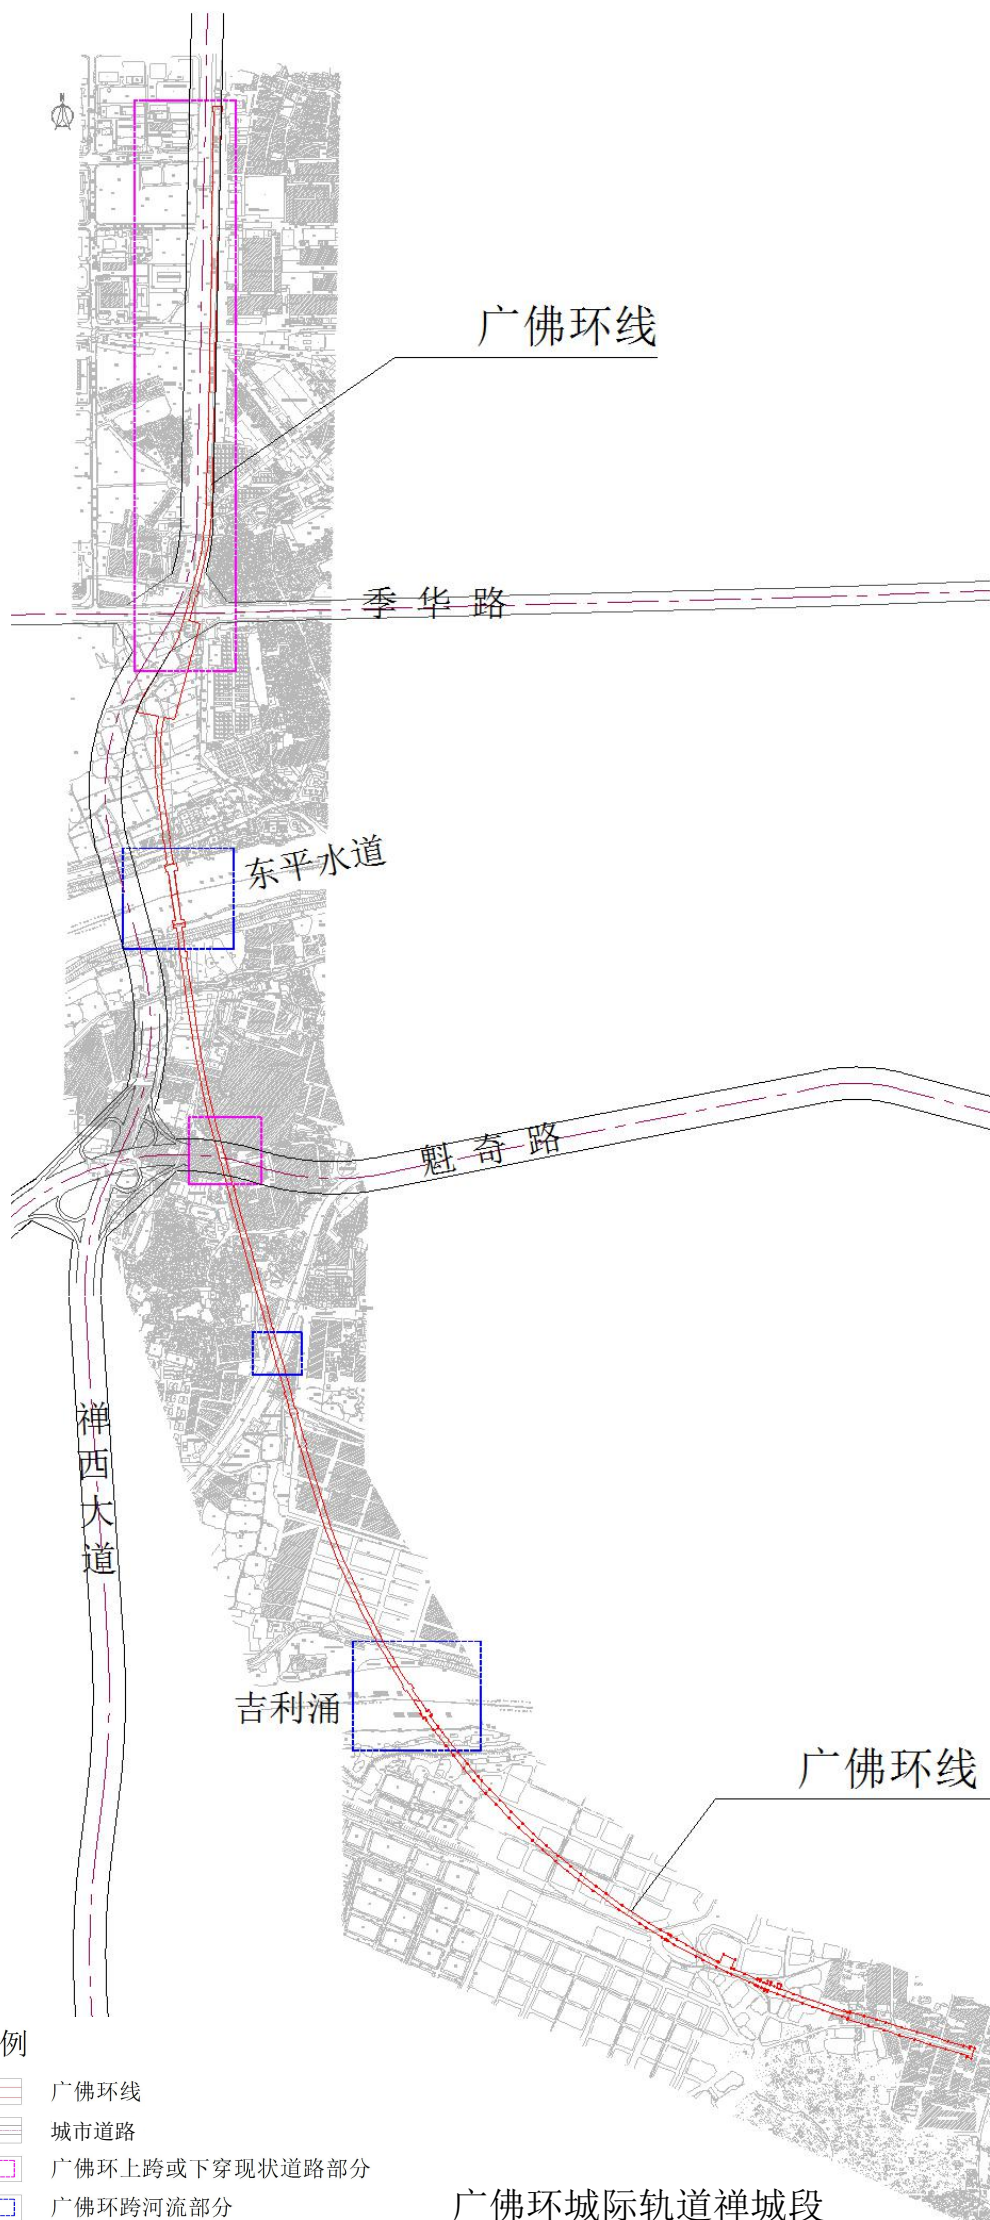 N
广佛环线
季华路
东平水道
魁奇路
禅西大道
吉利涌
广佛环线
例
广佛环线
城市道路
广佛环上跨或下穿现状道路部分
广佛环跨河流部分
广佛环城际轨道禅城段